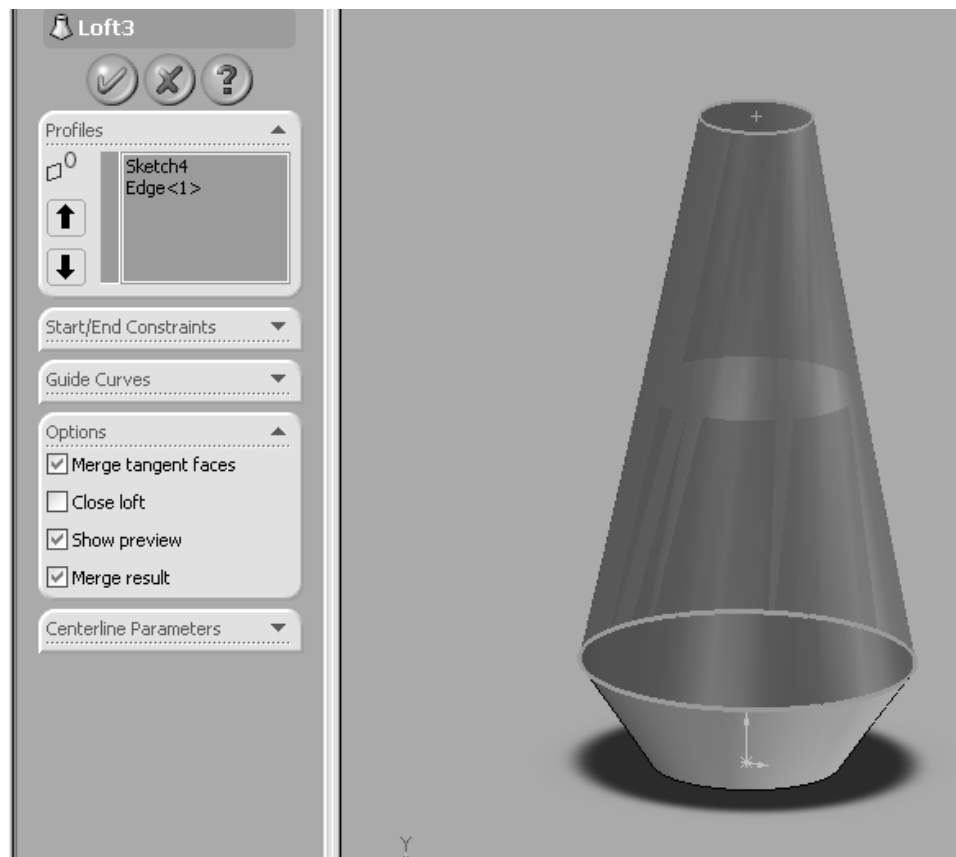 Loft3
?
Profiles
Sketch4
Edge<1>
Start/End Constraints
Guide Curves
Options
Merge tangent faces
Close loft
Show preview
Merge result
Centerline Parameters
Y